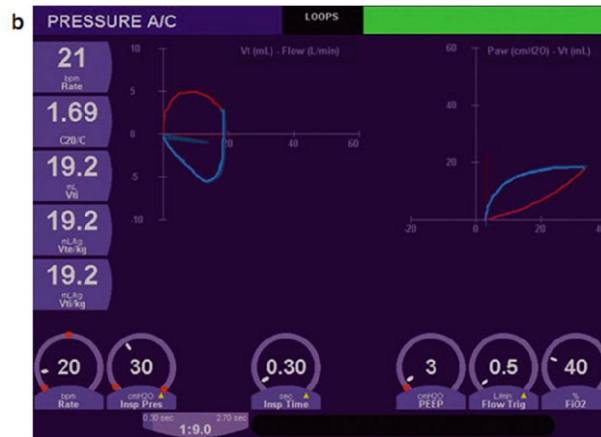 b
PRESSURE A/C
LOOPS
21
bpm
Rate
1.69
C20/C
19.2
mL
Vti
19.2
mL/kg
Vte/kg
19.2
mL/kg
Vti/kg
Vt (mL) - Flow (L/min)
10
5
0
-5
-10
20
40
60
Paw (cmH2O) - Vt (mL)
60
40
20
-20
0
20
40
20
bpm
Rate
30
cmH2O
Insp Pres
0.30
sec
Insp Time
3
cmH2O
PEEP
0.5
L/min
Flow Trig
40
%
FiO2
0.30 sec
2.70 sec
1:9.0